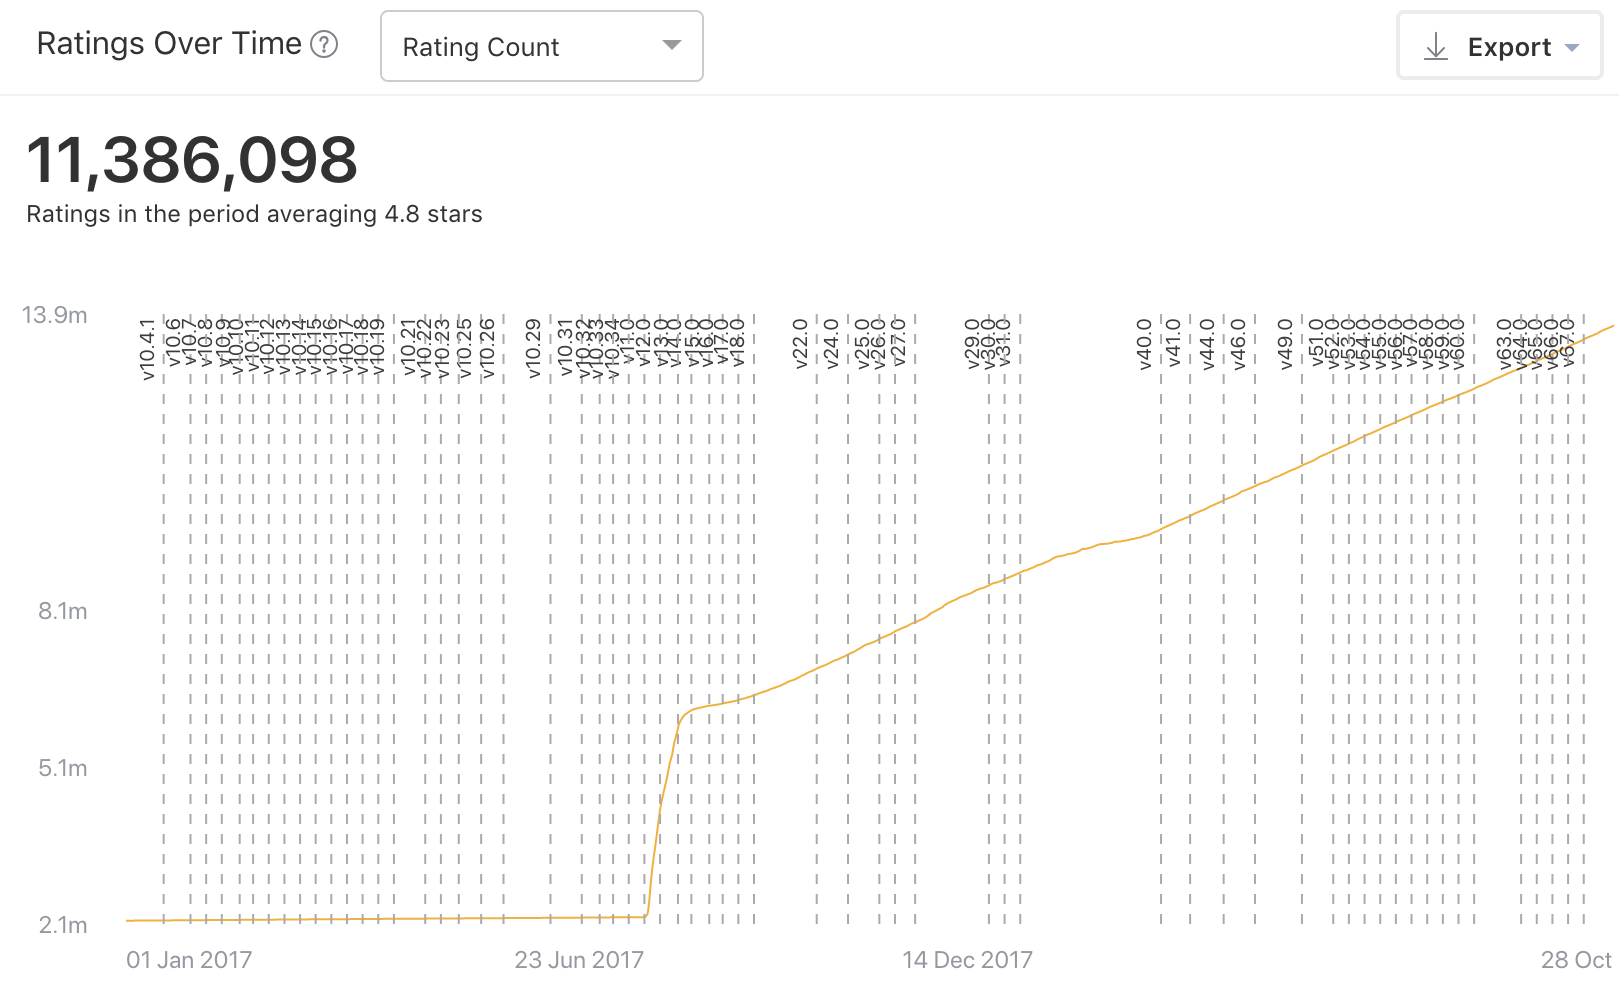 Ratings Over Time ?
Rating Count
Export
11,386,098
Ratings in the period averaging 4.8 stars
13.9m
8.1m
5.1m
2.1m
v10.4.1
v10.6
v10.7
v10.8
v10.9
v10.10
v10.11
v10.12
v10.13
v10.14
v10.15
v10.16
v10.17
v10.18
v10.19
v10.21
v10.22
v10.23
v10.25
v10.26
v10.29
v10.31
v10.32
v10.33
v10.34
v11.0
v12.0
v13.0
v14.0
v15.0
v16.0
v17.0
v18.0
v22.0
v24.0
v25.0
v26.0
v27.0
v29.0
v30.0
v31.0
v40.0
v41.0
v44.0
v46.0
v49.0
v51.0
v52.0
v53.0
v54.0
v55.0
v56.0
v57.0
v58.0
v59.0
v60.0
v63.0
v64.0
v65.0
v66.0
v67.0
01 Jan 2017
23 Jun 2017
14 Dec 2017
28 Oct